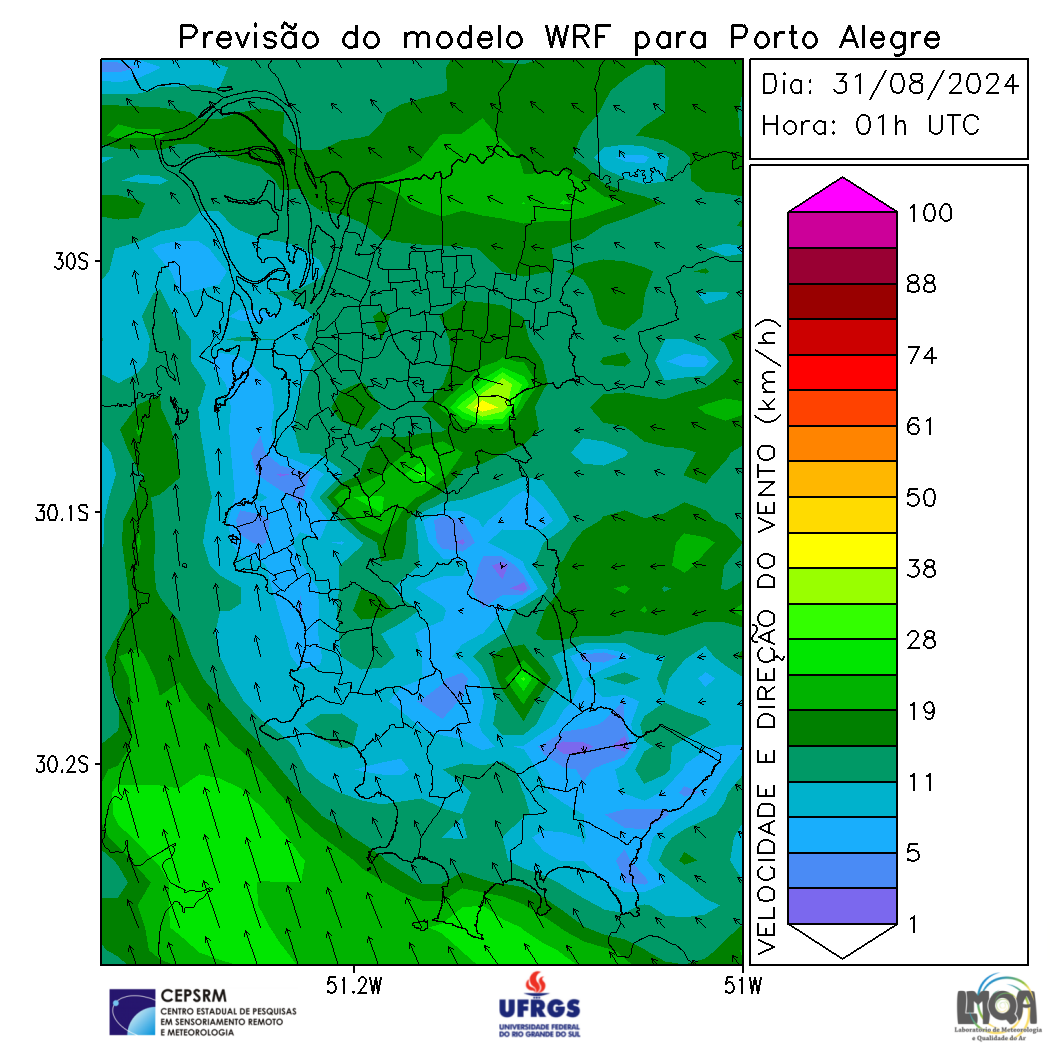 Previsão do modelo WRF para Porto Alegre
Dia: 31/08/2024
Hora: 01h UTC
30S
30.1S
30.2S
51.2W
51W
VELOCIDADE E DIREÇÃO DO VENTO (km/h)
100
88
74
61
50
38
28
19
11
5
1
CEPSRM
CENTRO ESTADUAL DE PESQUISAS
EM SENSORIAMENTO REMOTO
E METEOROLOGIA
UFRGS
UNIVERSIDADE FEDERAL
DO RIO GRANDE DO SUL
LMQA
Laboratório de Meteorologia
e Qualidade do Ar